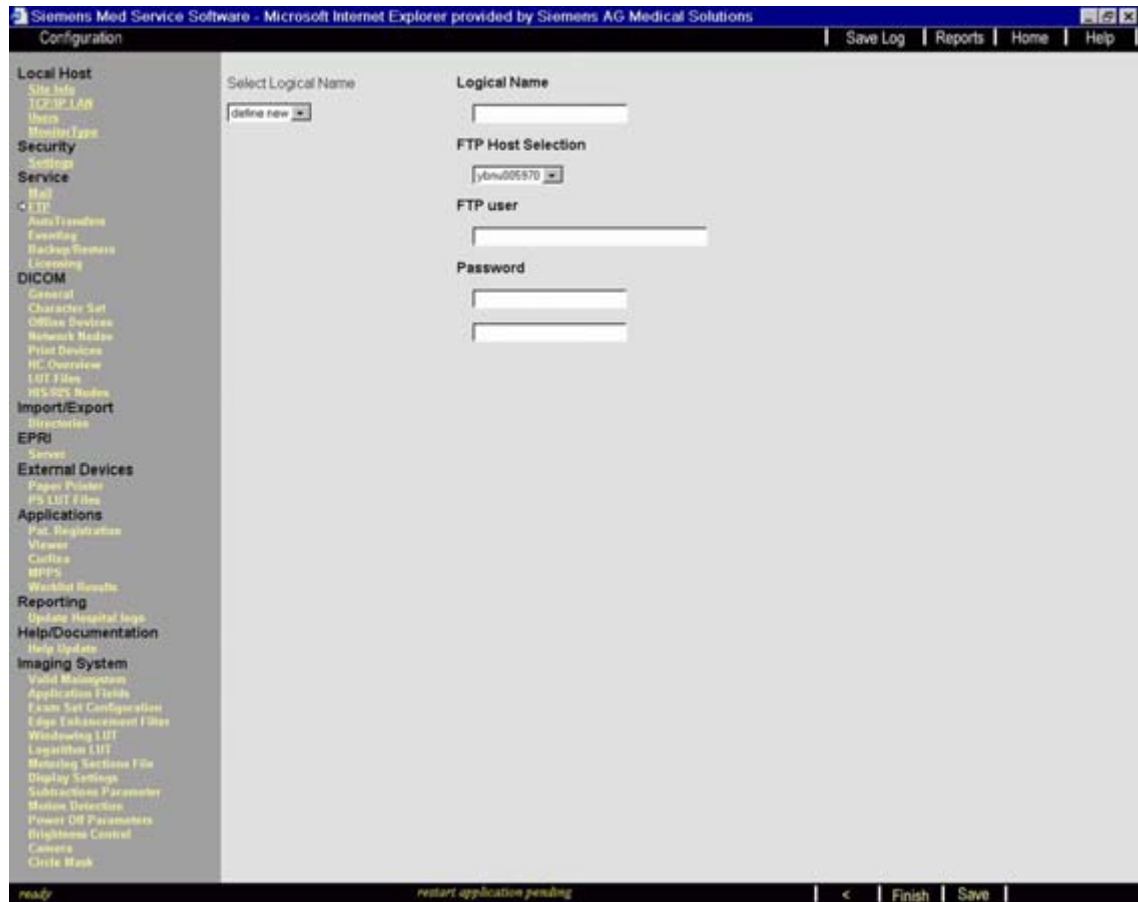 Siemens Med Service Software - Microsoft Internet Explorer provided by Siemens AG Medical Solutions
Configuration
Save Log
Reports
Home
Help
Local Host
Site Info
TCP/IP LAN
Users
MonitorType
Security
Settings
Service
Mail
FTP
AutoTransfers
Eventlog
Backup/Restore
Licensing
DICOM
General
Character Set
Offline Devices
Network Nodes
Print Devices
HC Overview
LUT Files
HIS/RIS Nodes
Import/Export
Directories
EPRI
Server
External Devices
Paper Printer
PS LUT Files
Applications
Pat. Registration
Viewer
MPPS
Worklist Results
Reporting
Update Hospital logo
Help/Documentation
Help Update
Imaging System
Valid Mainsystem
Application Fields
Exam Set Configuration
Edge Enhancement Filter
Windowing LUT
Logarithm LUT
Metering Sections File
Display Settings
Subtractions Parameter
Motion Detection
Power Off Parameters
Brightness Control
Camera
Circle Mask
Select Logical Name
define new
Logical Name
FTP Host Selection
ybnu005970
FTP user
Password
ready
restart application pending
<
Finish
Save